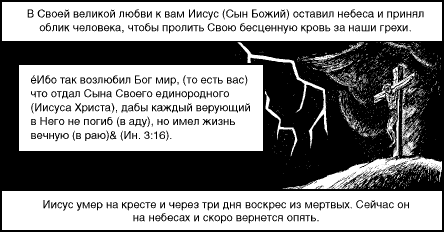 В Своей великой любви к вам Иисус (Сын Божий) оставил небеса и принял
облик человека, чтобы пролить Свою бесценную кровь за наши грехи.
éИбо так возлюбил Бог мир, (то есть вас)
что отдал Сына Своего единородного
(Иисуса Христа), дабы каждый верующий
в Него не погиб (в аду), но имел жизнь
вечную (в раю)& (Ин. 3:16).
Иисус умер на кресте и через три дня воскрес из мертвых. Сейчас он
на небесах и скоро вернется опять.